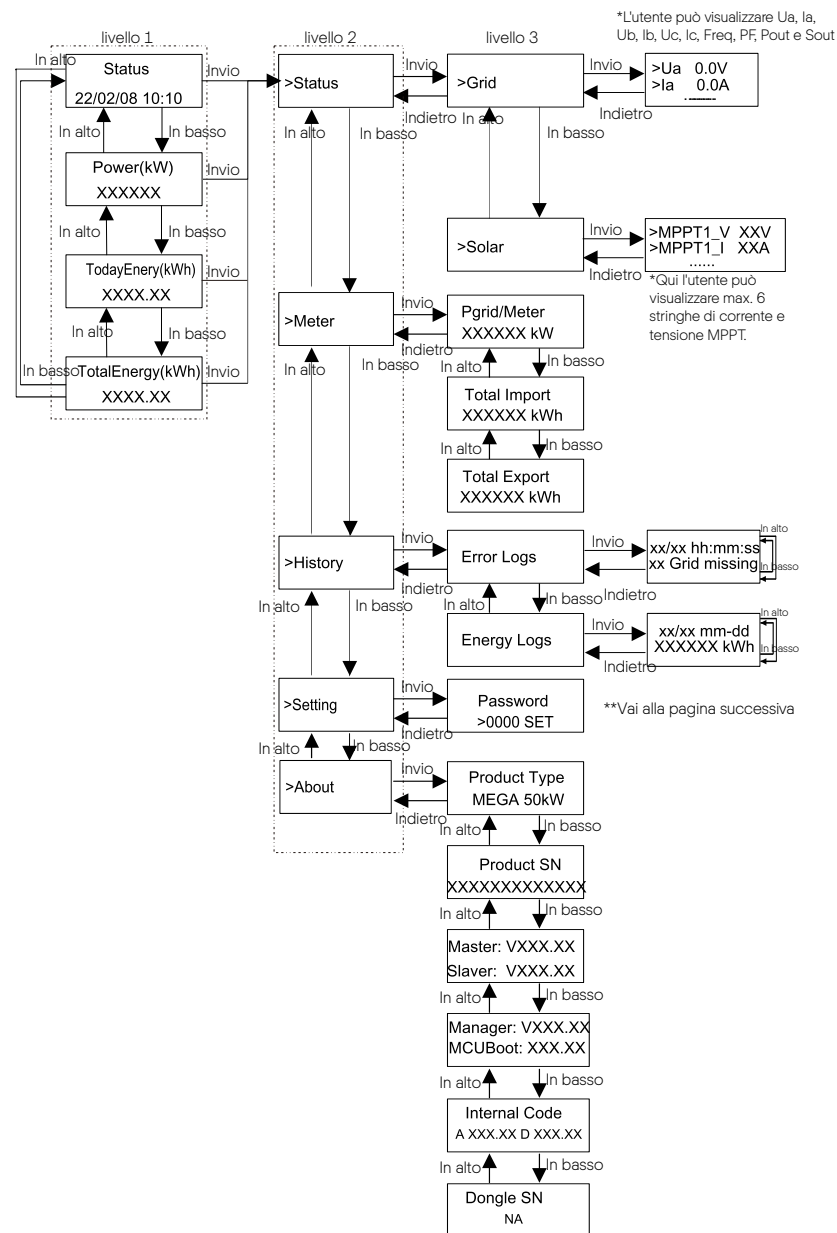 *L'utente può visualizzare Ua, Ia,
Ub, Ib, Uc, Ic, Freq, PF, Pout e Sout
livello 1
livello 2
livello 3
In alto
Status
22/02/08 10:10
Invio
>Status
Invio
Indietro
>Grid
Invio
Indietro
>Ua 0.0V
>Ia 0.0A
In alto
In basso
In alto
In basso
In alto
In basso
Power(kW)
XXXXXX
Invio
In alto
In basso
TodayEnery(kWh)
XXXX.XX
Invio
>Solar
Invio
Indietro
>MPPT1_V XXV
>MPPT1_I XXA
......
*Qui l'utente può
visualizzare max. 6
stringhe di corrente e
tensione MPPT.
In alto
In basso
In basso
TotalEnergy(kWh)
XXXX.XX
Invio
>Meter
Invio
Indietro
Pgrid/Meter
XXXXXX kW
In alto
In basso
In alto
In basso
Total Import
XXXXXX kWh
In alto
In basso
Total Export
XXXXXX kWh
>History
Invio
Indietro
Error Logs
Invio
Indietro
xx/xx hh:mm:ss
xx Grid missing
In alto
In basso
In alto
In basso
In alto
In basso
Energy Logs
Invio
Indietro
xx/xx mm-dd
XXXXXX kWh
In alto
In basso
>Setting
Invio
Indietro
Password
>0000 SET
**Vai alla pagina successiva
In alto
In basso
>About
Invio
Indietro
Product Type
MEGA 50kW
In alto
In basso
Product SN
XXXXXXXXXXXXX
In alto
In basso
Master: VXXX.XX
Slaver: VXXX.XX
In alto
In basso
Manager: VXXX.XX
MCUBoot: XXX.XX
In alto
In basso
Internal Code
A XXX.XX D XXX.XX
In alto
In basso
Dongle SN
NA